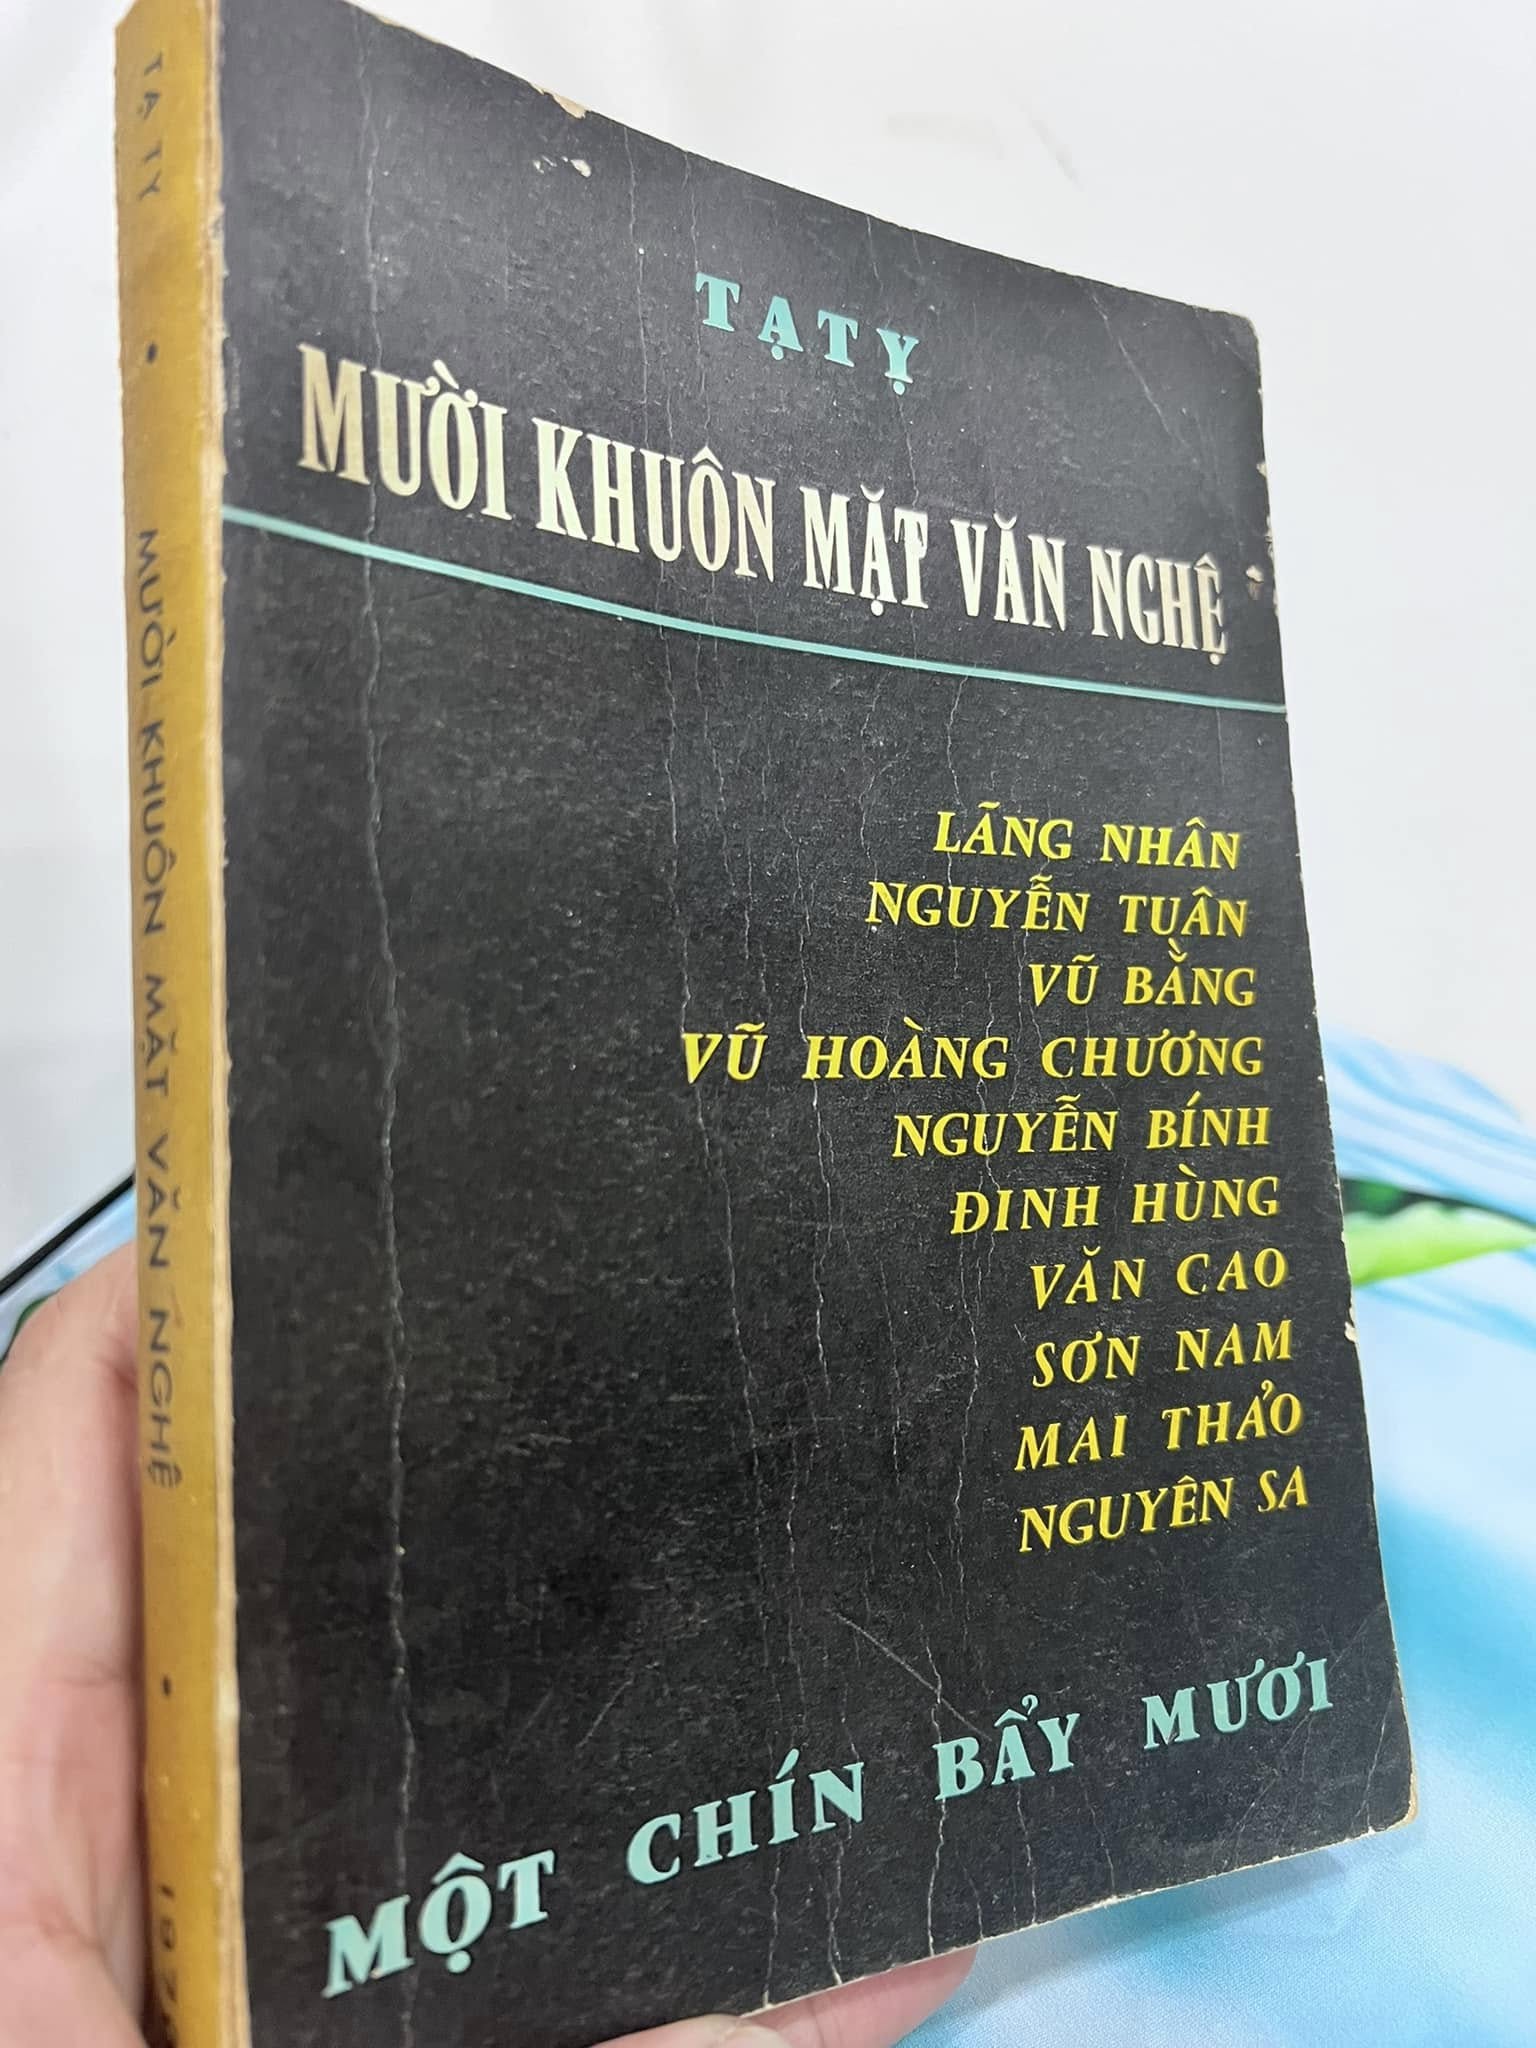 TẠ TỴ
MƯỜI KHUÔN MẶT VĂN NGHỆ
LÃNG NHÂN
NGUYỄN TUÂN
VŨ BẰNG
VŨ HOÀNG CHƯƠNG
NGUYỄN BÍNH
ĐINH HÙNG
VĂN CAO
SƠN NAM
MAI THẢO
NGUYÊN SA
MỘT CHÍN BẨY MƯƠI
TẠ TỴ • MƯỜI KHUÔN MẶT VĂN NGHỆ •